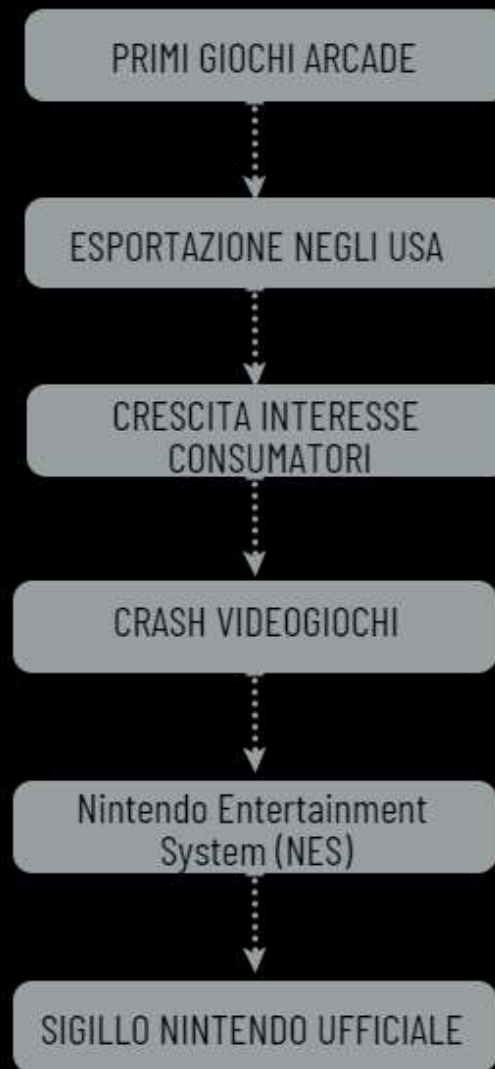 PRIMI GIOCHI ARCADE
ESPORTAZIONE NEGLI USA
CRESCITA INTERESSE
CONSUMATORI
CRASH VIDEOGIOCHI
Nintendo Entertainment
System (NES)
SIGILLO NINTENDO UFFICIALE